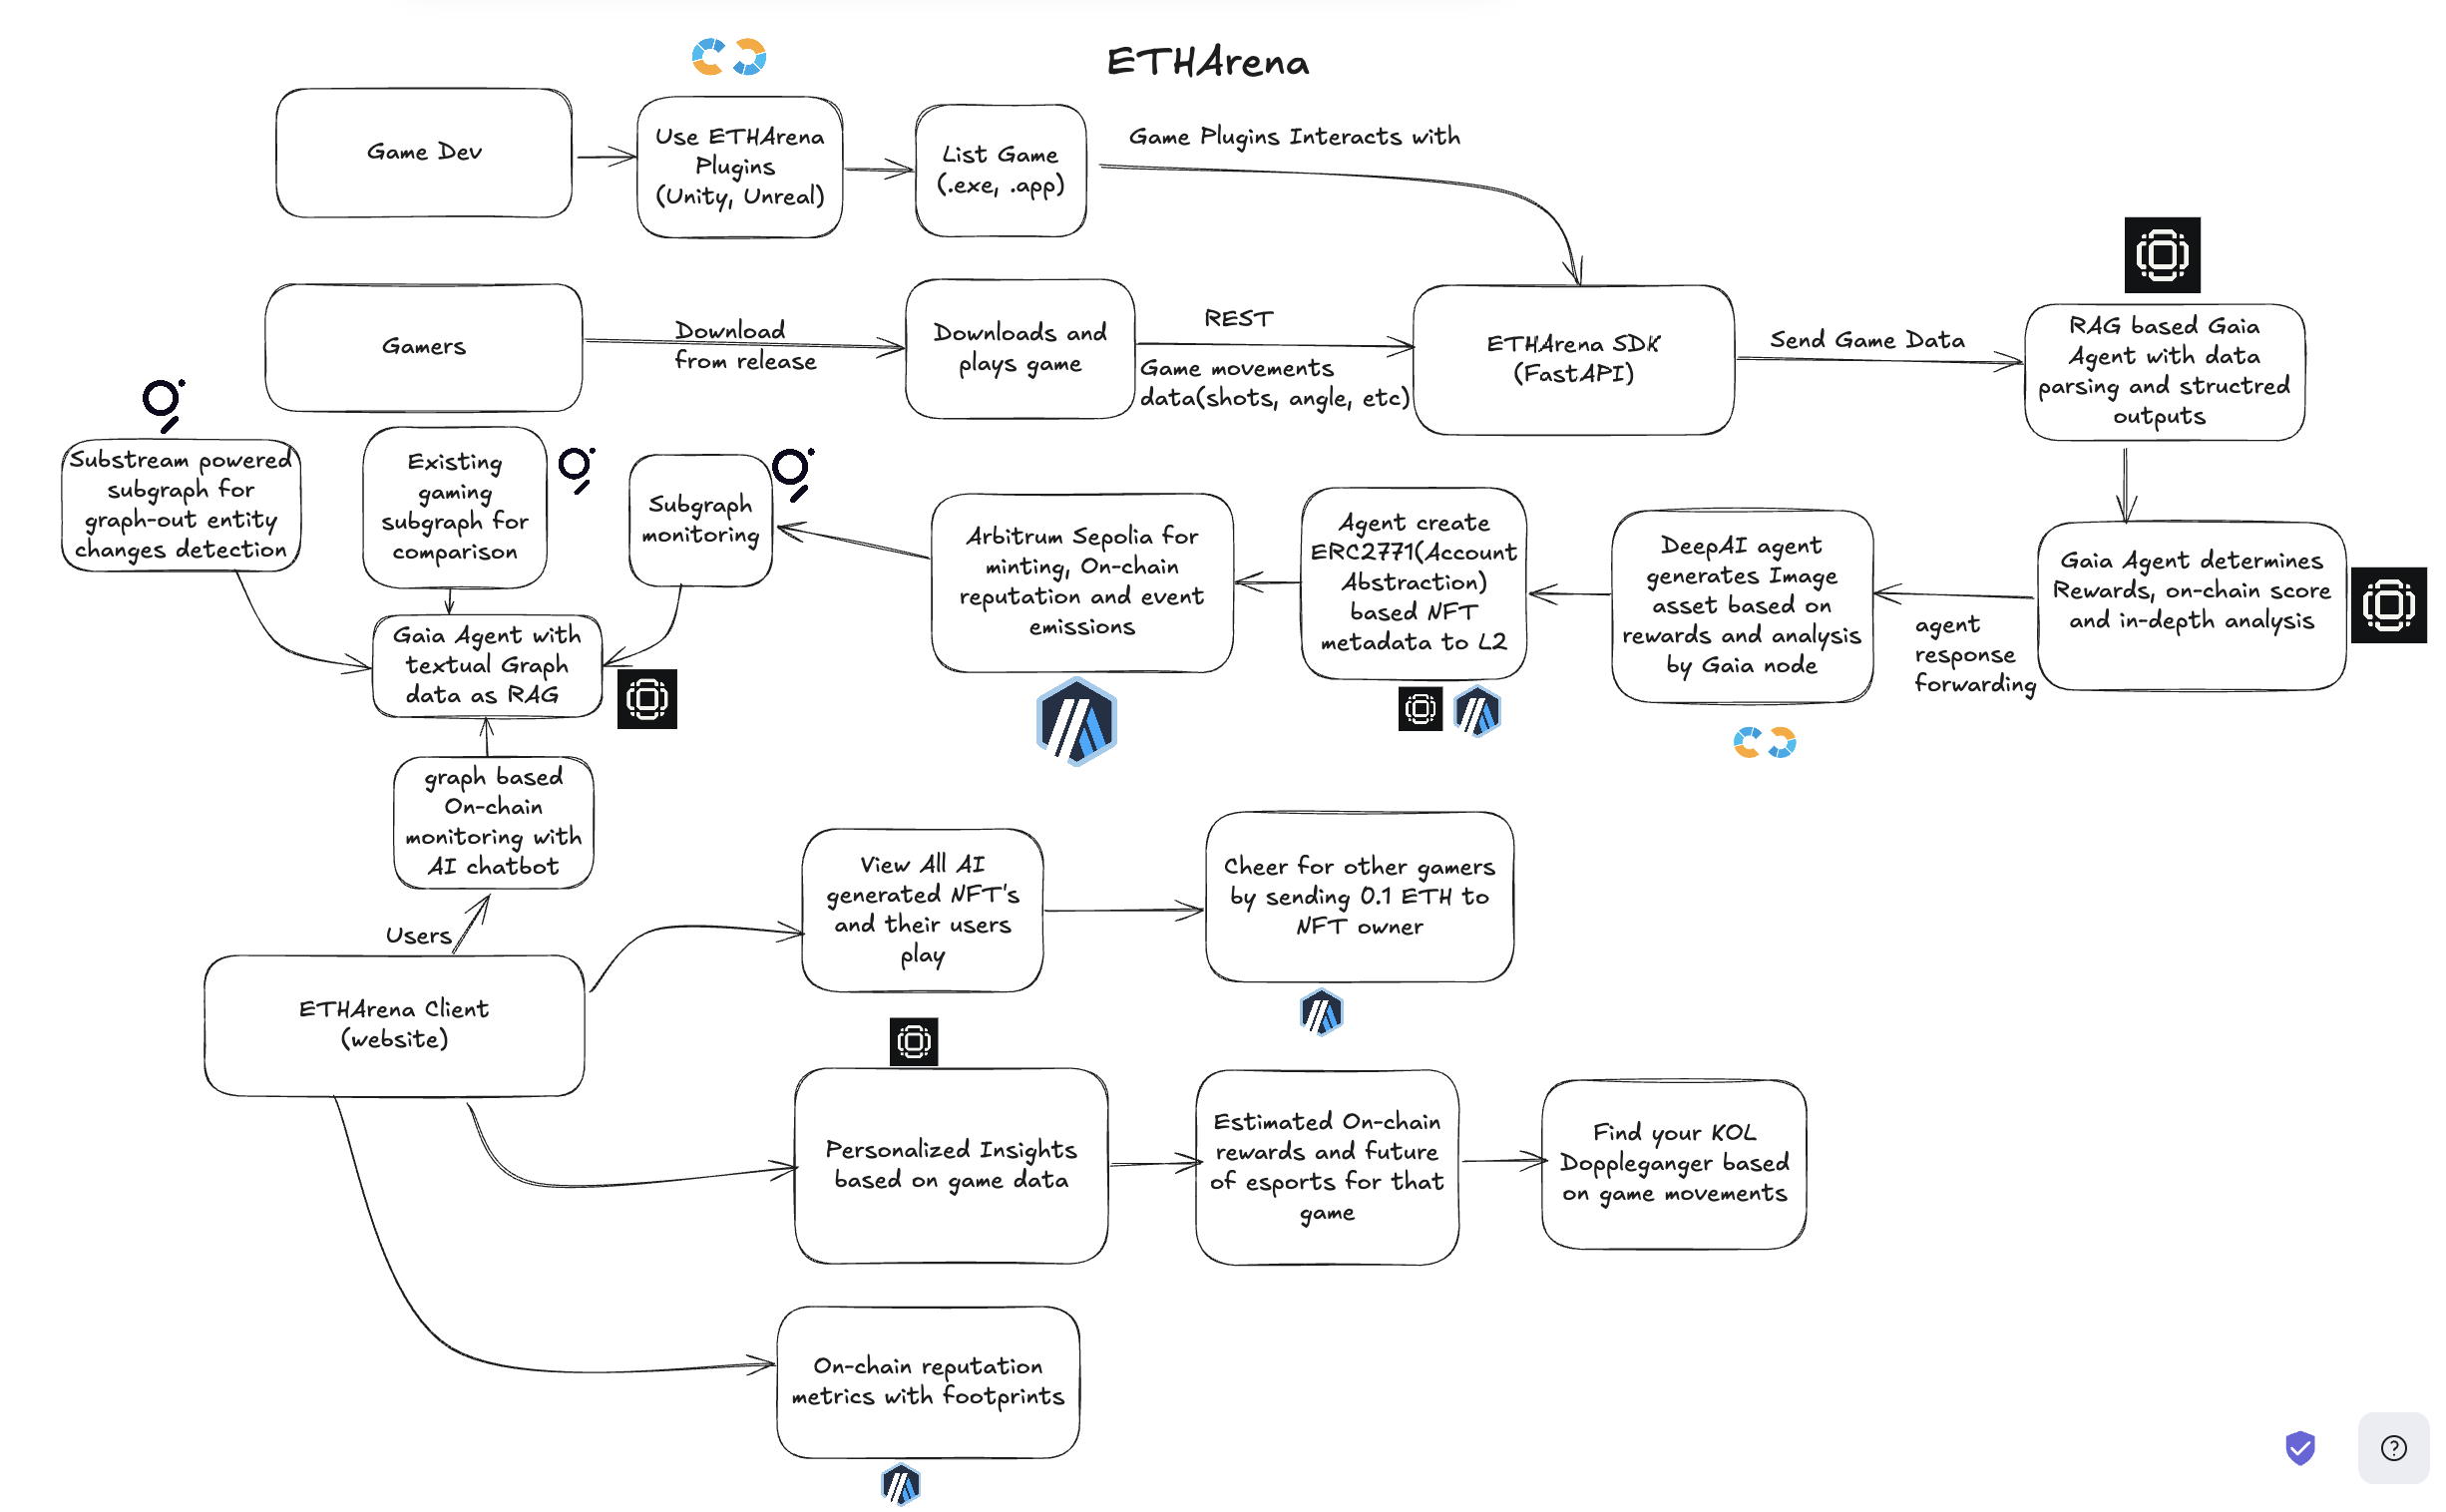 ETHArena
Game Dev
Use ETHArena
Plugins
(Unity, Unreal)
List Game
(.exe, .app)
Game Plugins Interacts with
Gamers
Download
from release
Downloads and
plays game
REST
Game movements
data(shots, angle, etc)
ETHArena SDK
(FastAPI)
Send Game Data
RAG based Gaia
Agent with data
parsing and structred
outputs
Substream powered
subgraph for
graph-out entity
changes detection
Existing
gaming
subgraph for
comparison
Subgraph
monitoring
Arbitrum Sepolia for
minting, On-chain
reputation and event
emissions
Agent create
ERC2771(Account
Abstraction)
based NFT
metadata to L2
DeepAI agent
generates Image
asset based on
rewards and analysis
by Gaia node
agent
response
forwarding
Gaia Agent determines
Rewards, on-chain score
and in-depth analysis
Gaia Agent with
textual Graph
data as RAG
graph based
On-chain
monitoring with
AI chatbot
Users
ETHArena Client
(website)
View All AI
generated NFT's
and their users
play
Cheer for other gamers
by sending 0.1 ETH to
NFT owner
Personalized Insights
based on game data
Estimated On-chain
rewards and future
of esports for that
game
Find your KOL
Doppleganger based
on game movements
On-chain reputation
metrics with footprints